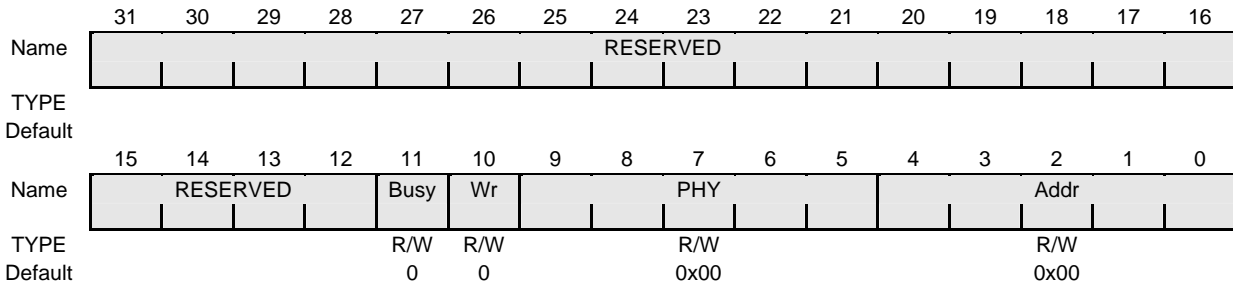 31 30 29 28 27 26 25 24 23 22 21 20 19 18 17 16
Name RESERVED
TYPE
Default
15 14 13 12 11 10 9 8 7 6 5 4 3 2 1 0
Name RESERVED Busy Wr PHY Addr
TYPE R/W R/W R/W R/W
Default 0 0 0x00 0x00